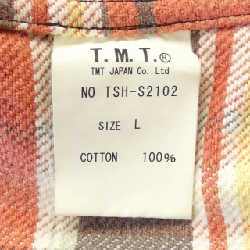 T.M.T.®
TMT JAPAN Co. Ltd
NO TSH-S2102
SIZE L
COTTON 100%